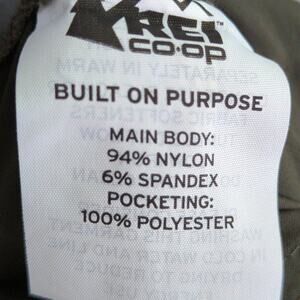 REI
CO·OP
BUILT ON PURPOSE
MAIN BODY:
94% NYLON
6% SPANDEX
POCKETING:
100% POLYESTER